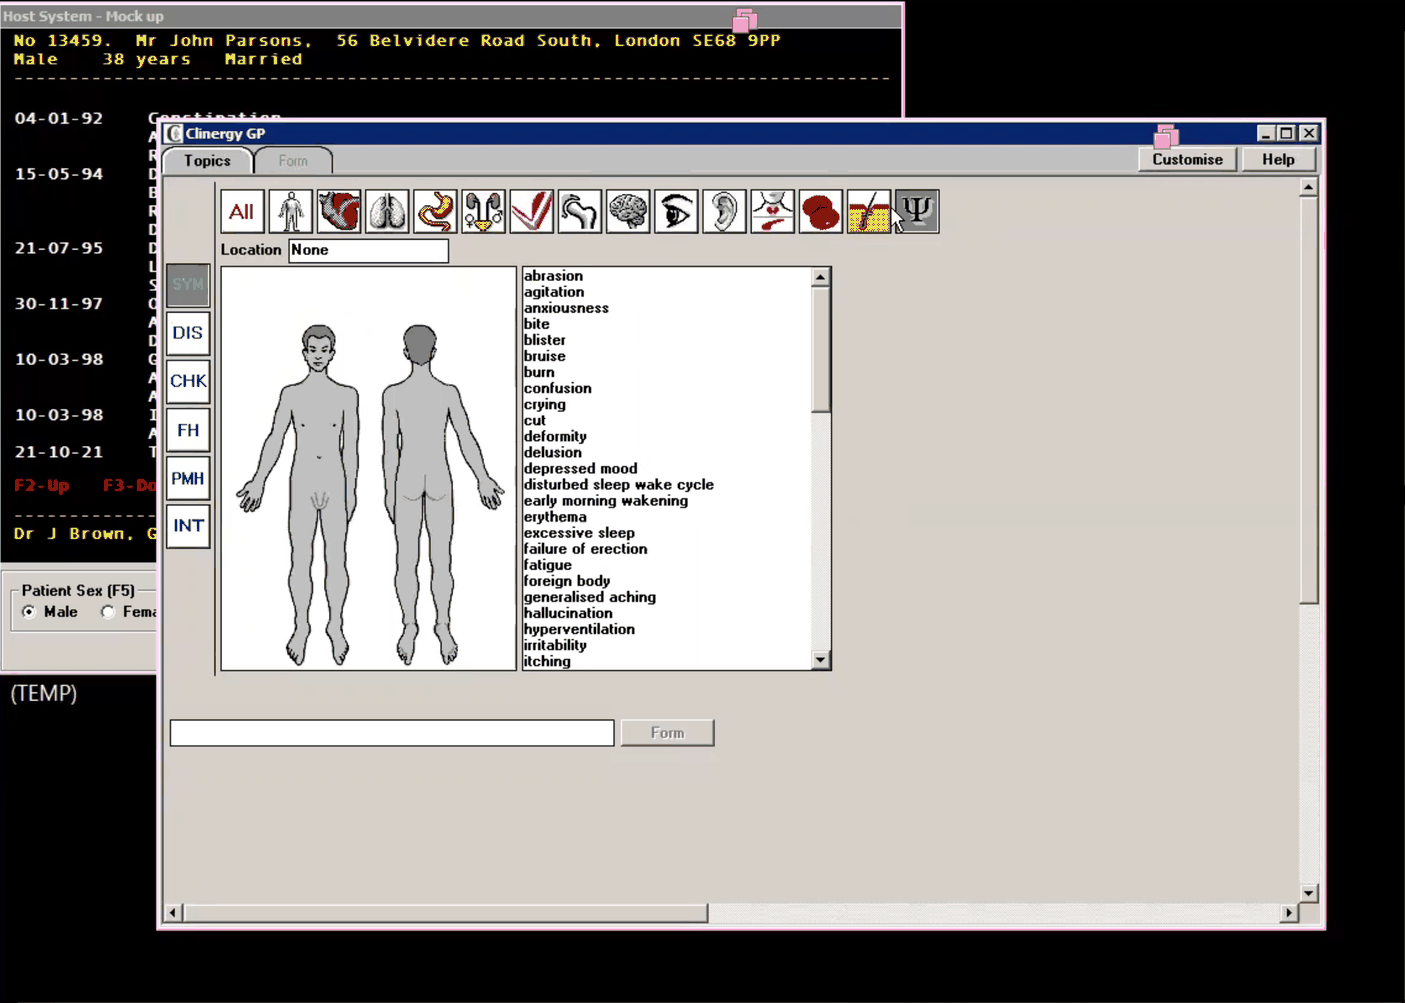 Host System - Mock up
No 13459. Mr John Parsons, 56 Belvidere Road South, London SE68 9PP
Male 38 years Married
04-01-92 Constipation
A
R
15-05-94 D
B
R
D
21-07-95 D
L
S
30-11-97 O
A
D
10-03-98 G
A
A
10-03-98 I
A
21-10-21 T
F2-Up F3-Do
Dr J Brown, G
Patient Sex (F5)
Male Fema
(TEMP)
Clinergy GP
Topics Form Customise Help
All Ψ
Location None
SYM
DIS
CHK
FH
PMH
INT
abrasion
agitation
anxiousness
bite
blister
bruise
burn
confusion
crying
cut
deformity
delusion
depressed mood
disturbed sleep wake cycle
early morning wakening
erythema
excessive sleep
failure of erection
fatigue
foreign body
generalised aching
hallucination
hyperventilation
irritability
itching
Form